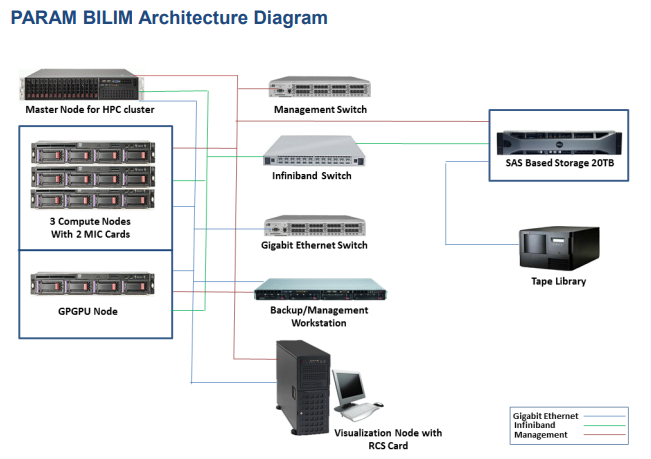 PARAM BILIM Architecture Diagram
Master Node for HPC cluster
Management Switch
SAS Based Storage 20TB
Infiniband Switch
3 Compute Nodes
With 2 MIC Cards
Gigabit Ethernet Switch
Tape Library
GPGPU Node
Backup/Management
Workstation
Visualization Node with
RCS Card
Gigabit Ethernet
Infiniband
Management